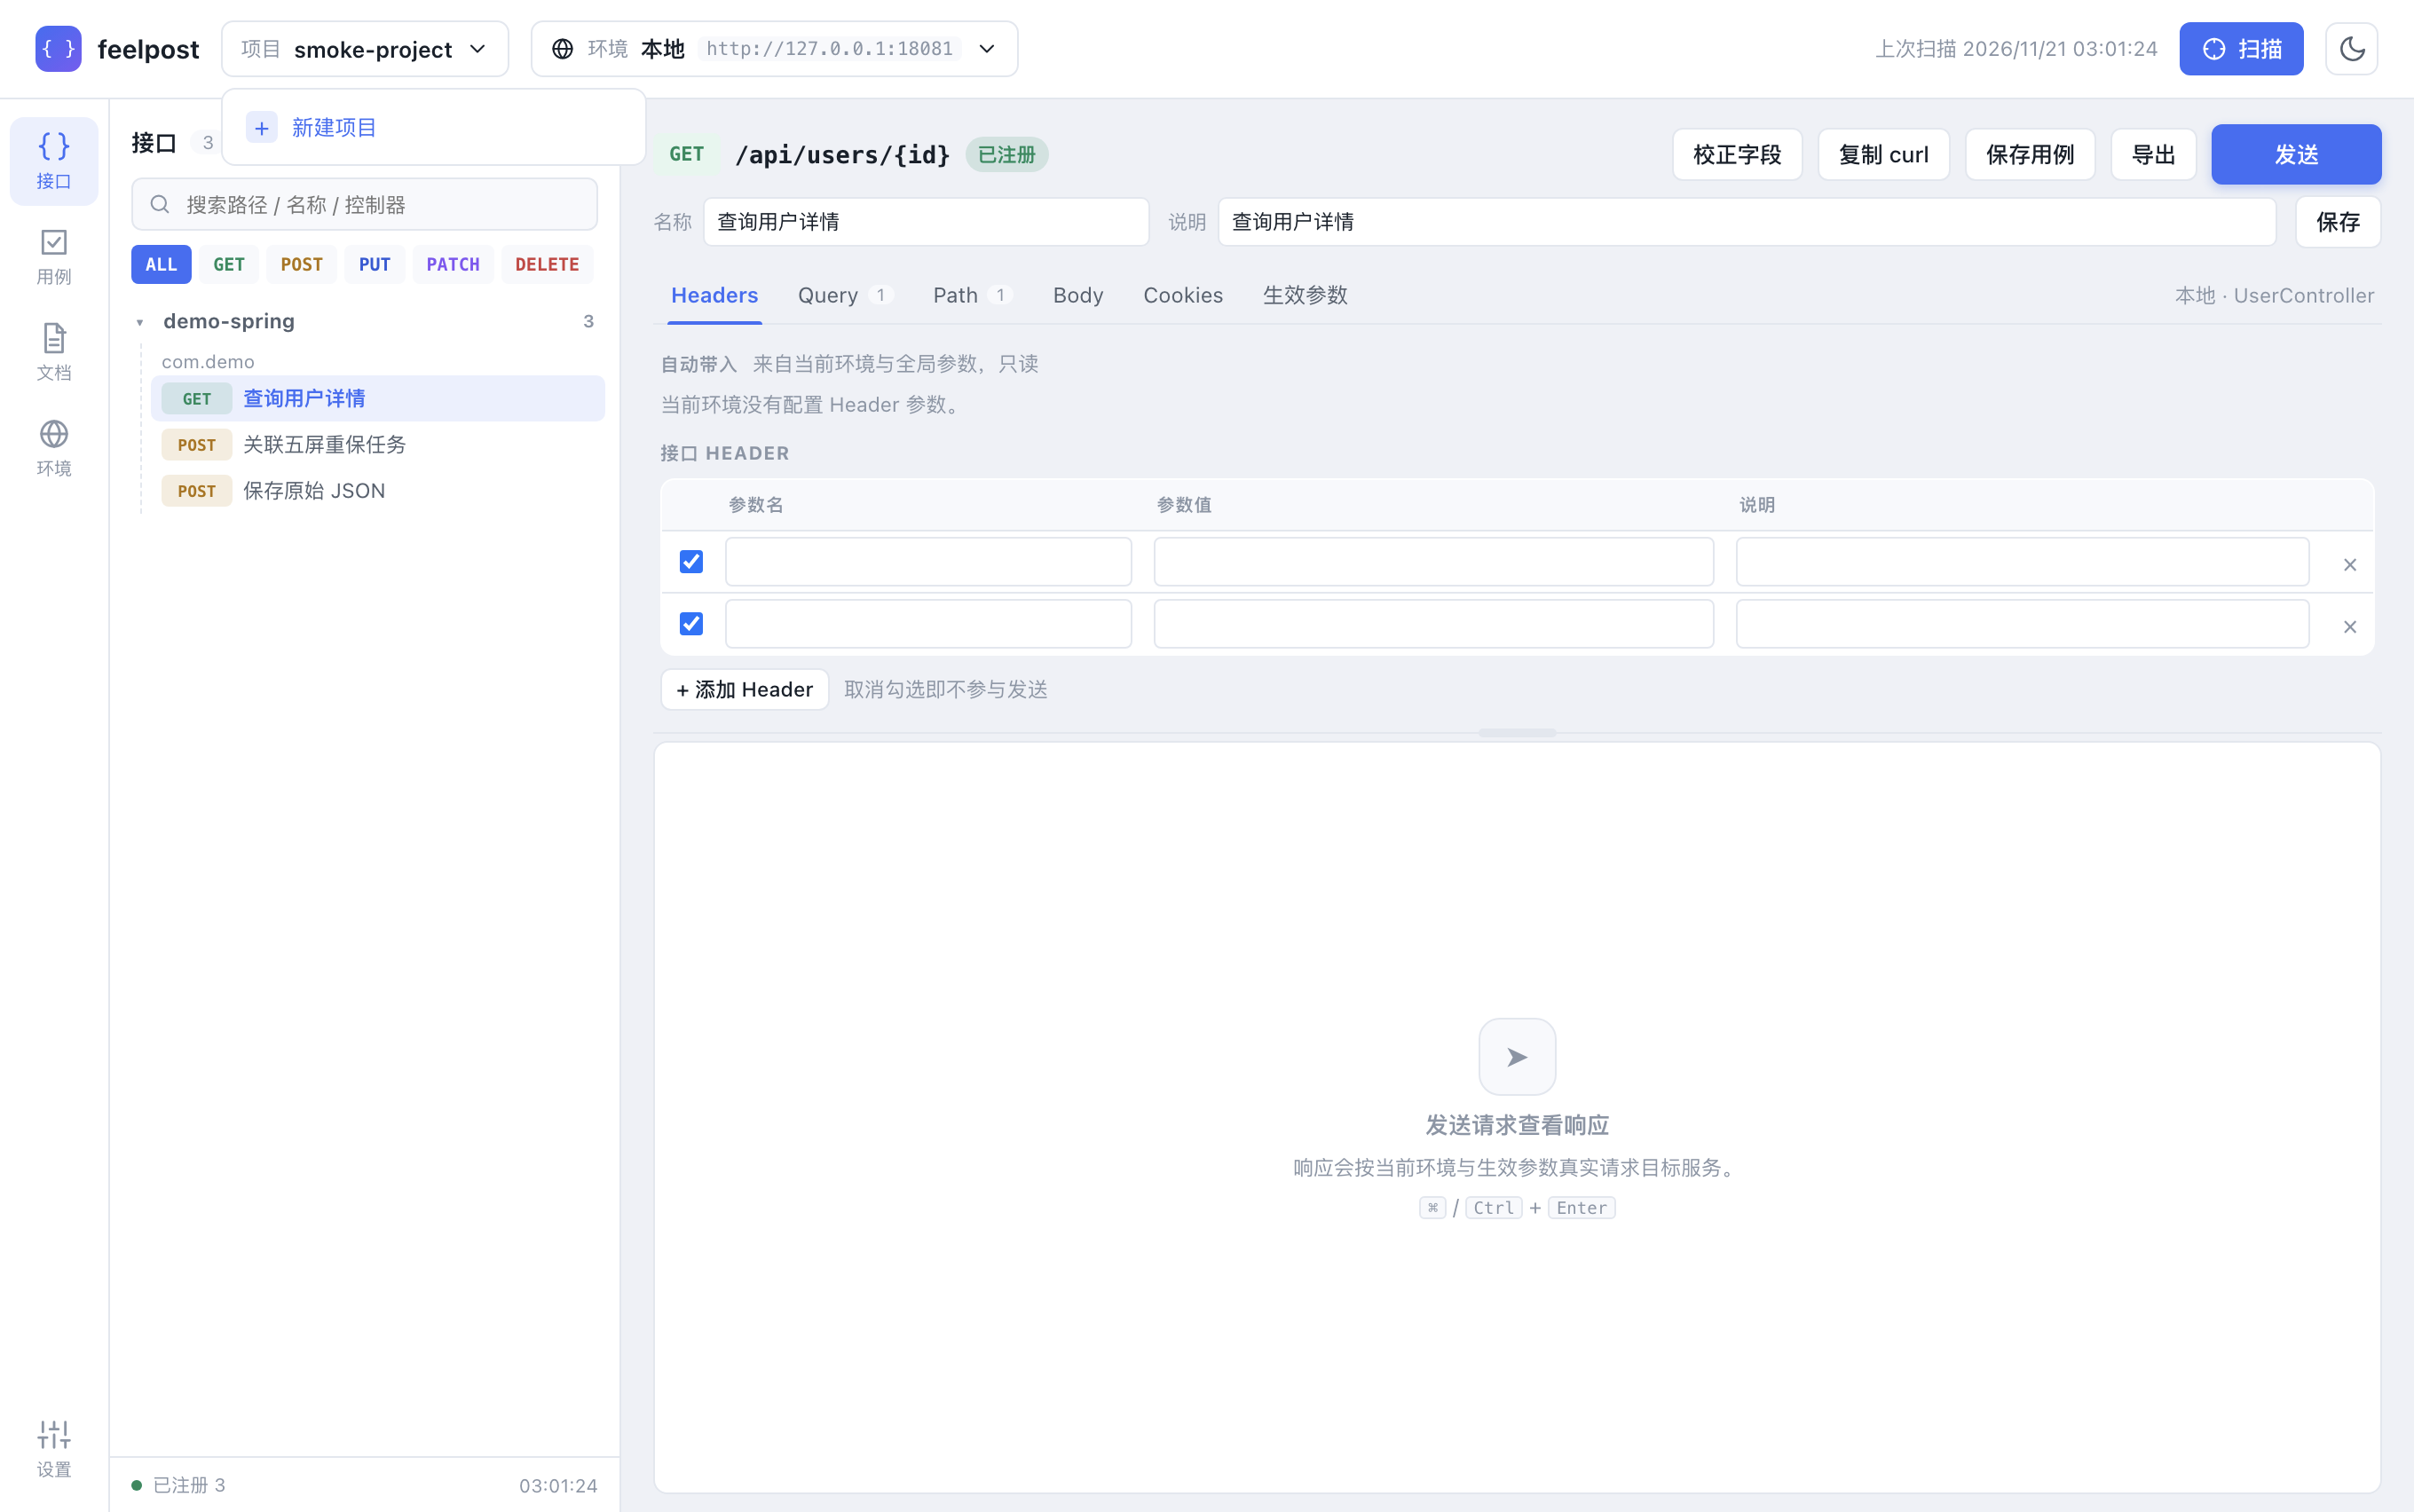 { } feelpost 项目 smoke-project 环境 本地 http://127.0.0.1:18081 上次扫描 2026/11/21 03:01:24 扫描
+ 新建项目
接口
用例
文档
环境
设置
接口 3
搜索路径 / 名称 / 控制器
ALL GET POST PUT PATCH DELETE
demo-spring 3
com.demo
GET 查询用户详情
POST 关联五屏重保任务
POST 保存原始 JSON
已注册 3 03:01:24
GET /api/users/{id} 已注册 校正字段 复制 curl 保存用例 导出 发送
名称 查询用户详情 说明 查询用户详情 保存
Headers Query 1 Path 1 Body Cookies 生效参数 本地 · UserController
自动带入 来自当前环境与全局参数，只读
当前环境没有配置 Header 参数。
接口 HEADER
参数名 参数值 说明
+ 添加 Header 取消勾选即不参与发送
发送请求查看响应
响应会按当前环境与生效参数真实请求目标服务。
⌘ / Ctrl + Enter